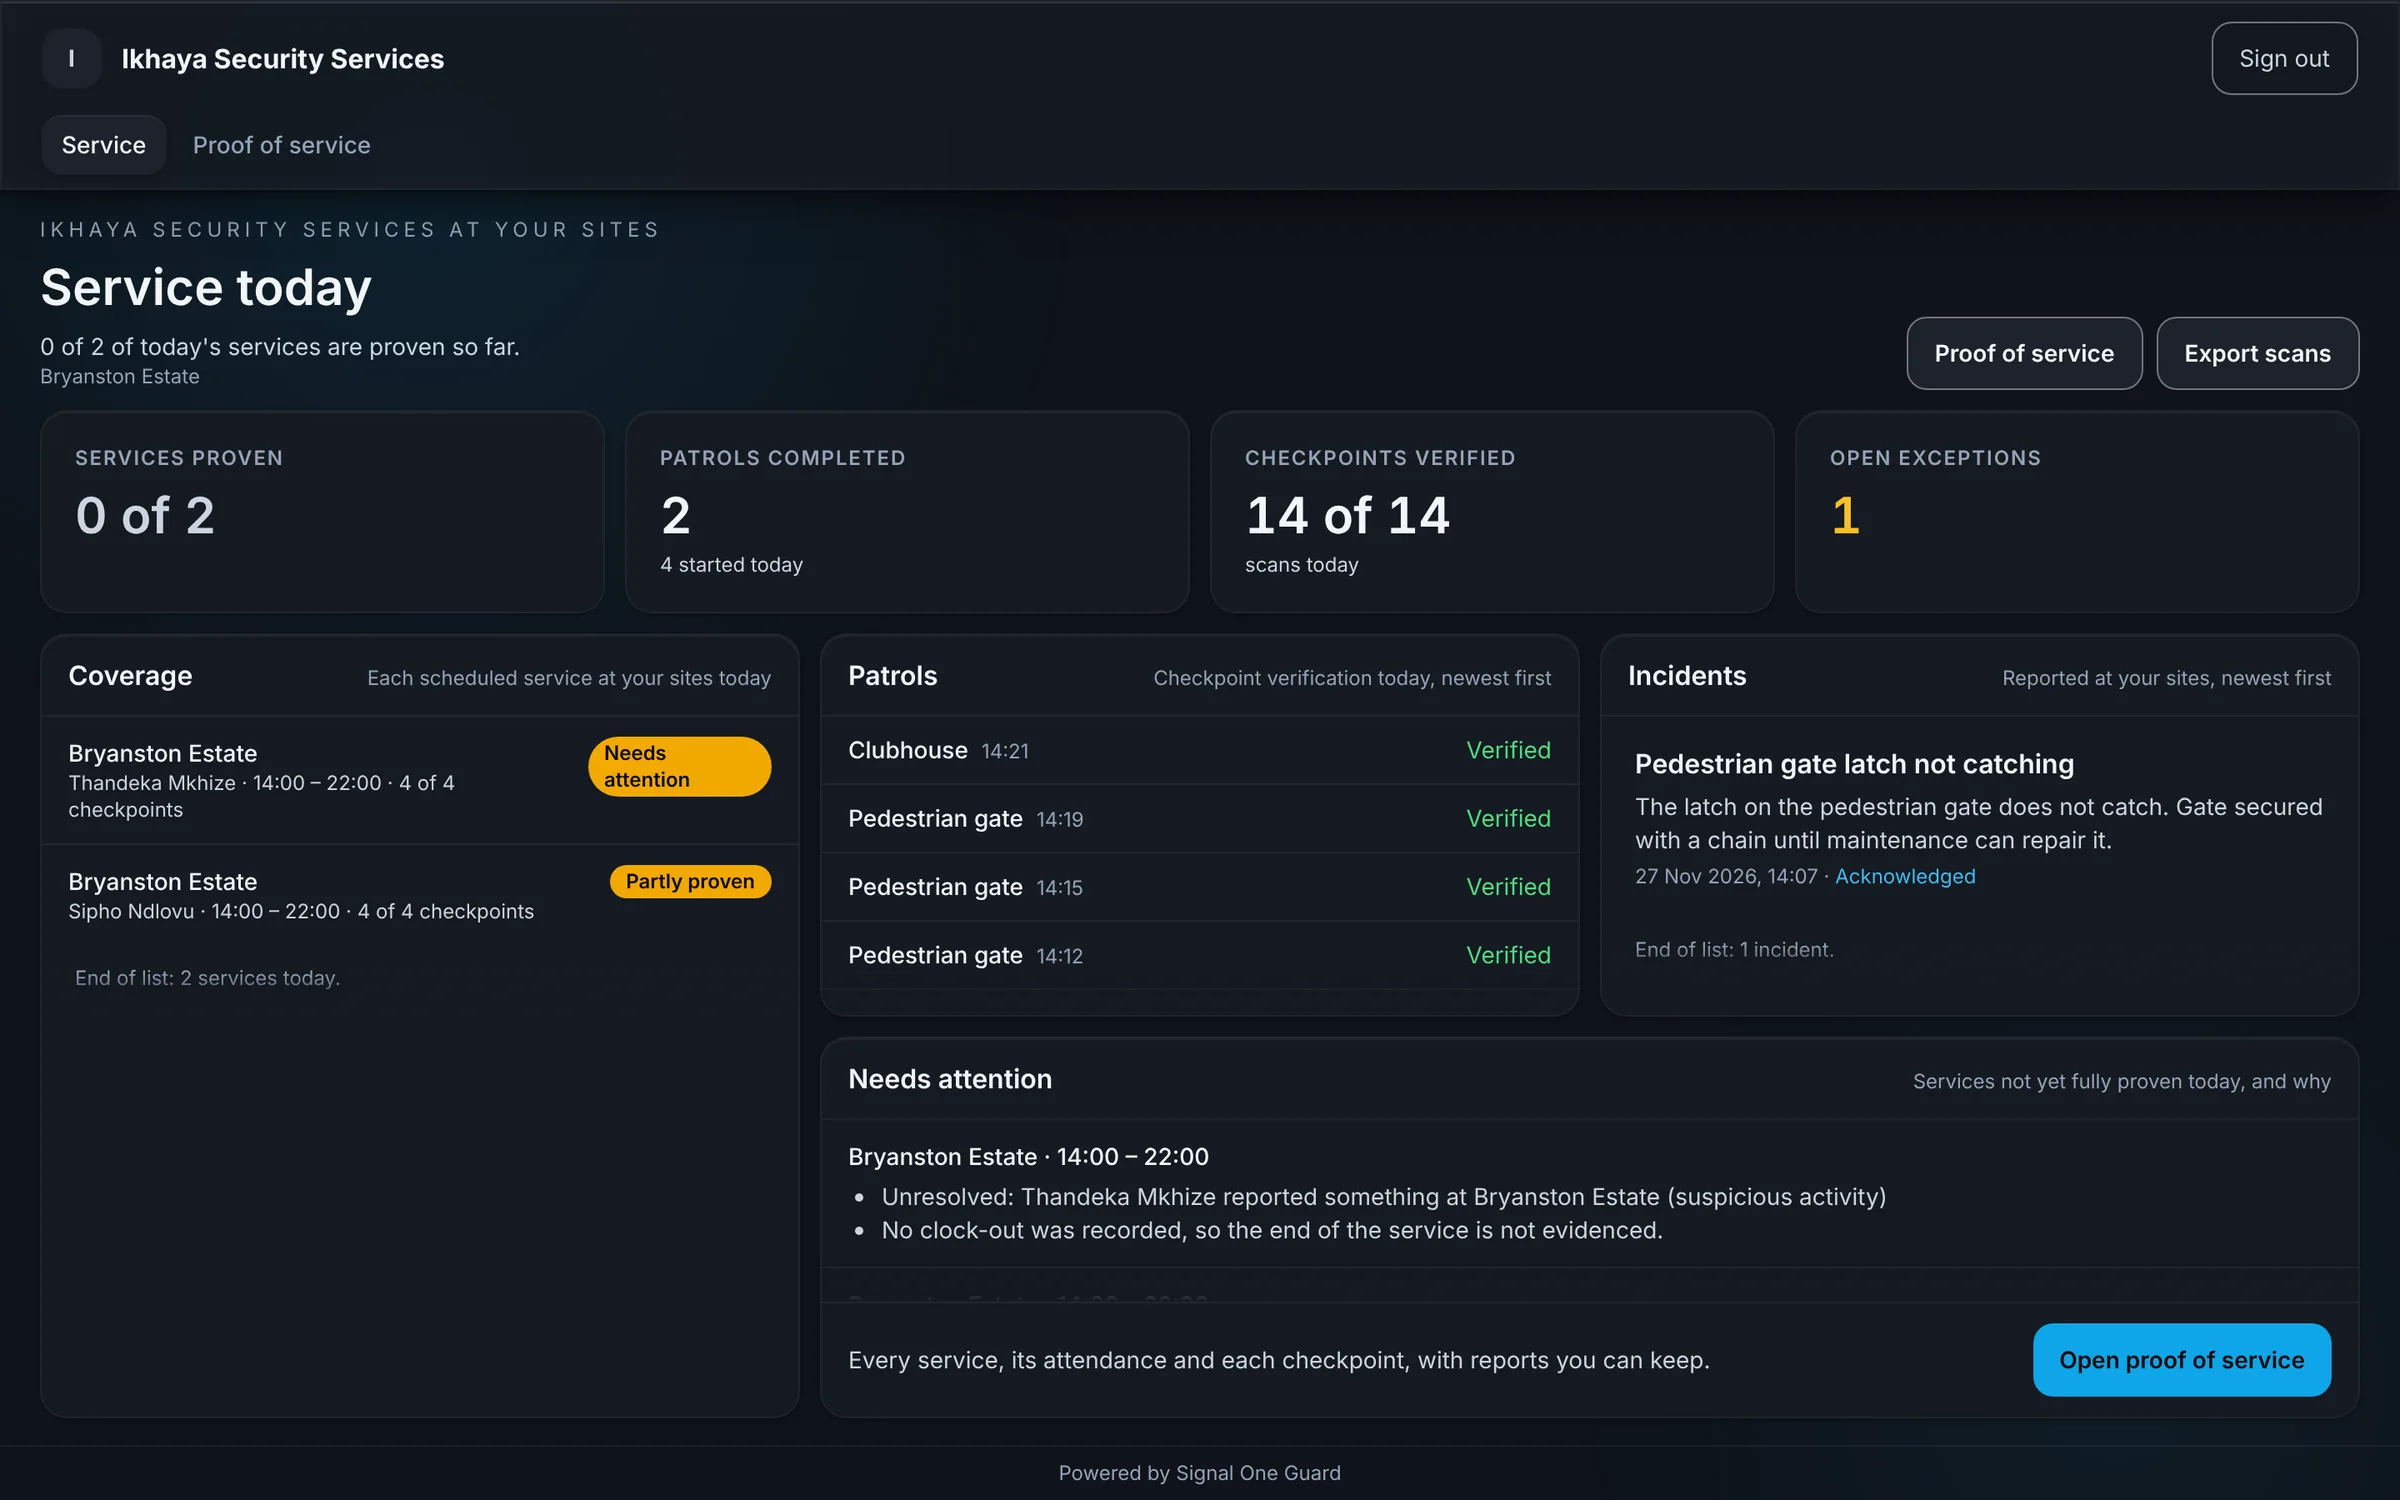 I
Ikhaya Security Services
Sign out
Service
Proof of service
IKHAYA SECURITY SERVICES AT YOUR SITES
Service today
0 of 2 of today's services are proven so far.
Bryanston Estate
Proof of service
Export scans
SERVICES PROVEN
0 of 2
PATROLS COMPLETED
2
4 started today
CHECKPOINTS VERIFIED
14 of 14
scans today
OPEN EXCEPTIONS
1
Coverage
Each scheduled service at your sites today
Bryanston Estate
Thandeka Mkhize · 14:00 – 22:00 · 4 of 4
checkpoints
Needs
attention
Bryanston Estate
Sipho Ndlovu · 14:00 – 22:00 · 4 of 4 checkpoints
Partly proven
End of list: 2 services today.
Patrols
Checkpoint verification today, newest first
Clubhouse 14:21 Verified
Pedestrian gate 14:19 Verified
Pedestrian gate 14:15 Verified
Pedestrian gate 14:12 Verified
Incidents
Reported at your sites, newest first
Pedestrian gate latch not catching
The latch on the pedestrian gate does not catch. Gate secured
with a chain until maintenance can repair it.
27 Nov 2026, 14:07 · Acknowledged
End of list: 1 incident.
Needs attention
Services not yet fully proven today, and why
Bryanston Estate · 14:00 – 22:00
• Unresolved: Thandeka Mkhize reported something at Bryanston Estate (suspicious activity)
• No clock-out was recorded, so the end of the service is not evidenced.
Every service, its attendance and each checkpoint, with reports you can keep.
Open proof of service
Powered by Signal One Guard